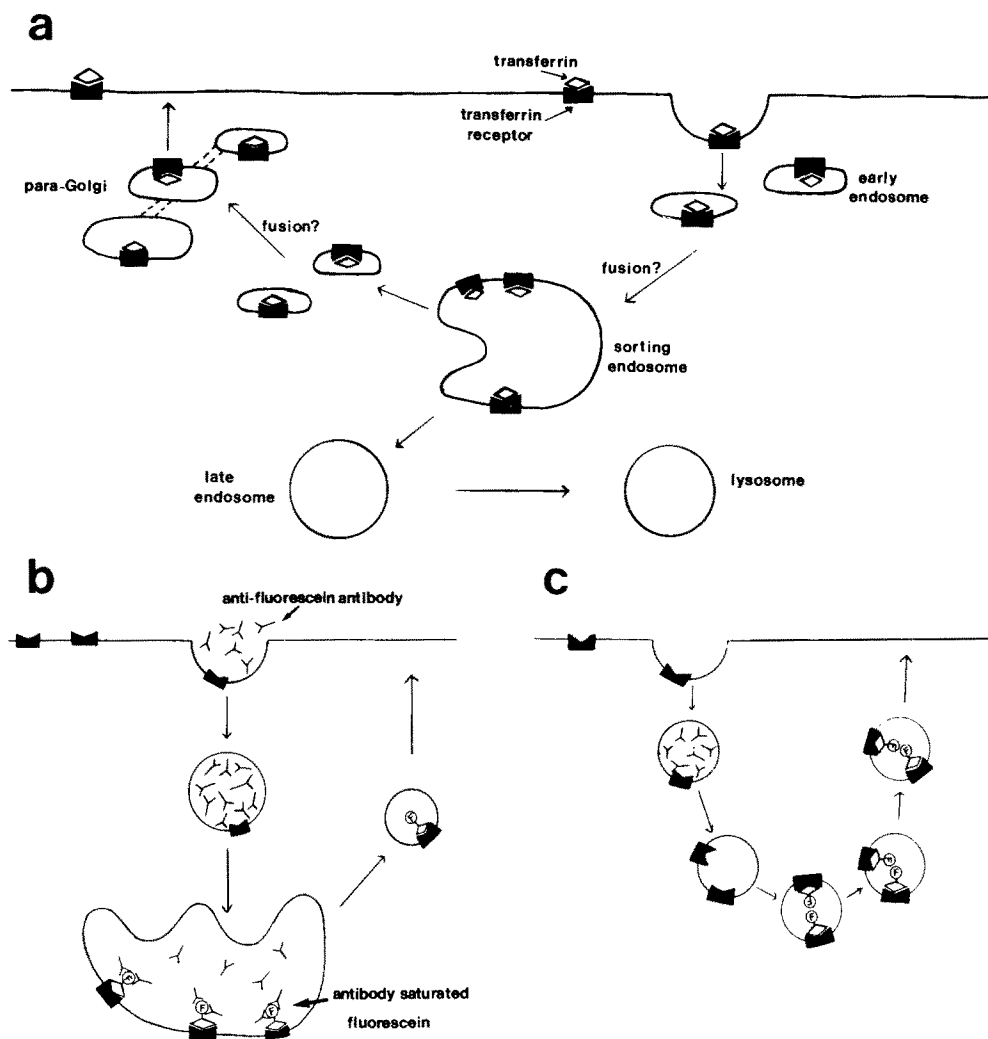 a
transferrin
transferrin
receptor
para-Golgi
early
endosome
fusion?
fusion?
sorting
endosome
late
endosome
lysosome
b
anti-fluorescein antibody
F
F
F
F
antibody saturated
fluorescein
c
F
F
F
F
F
F